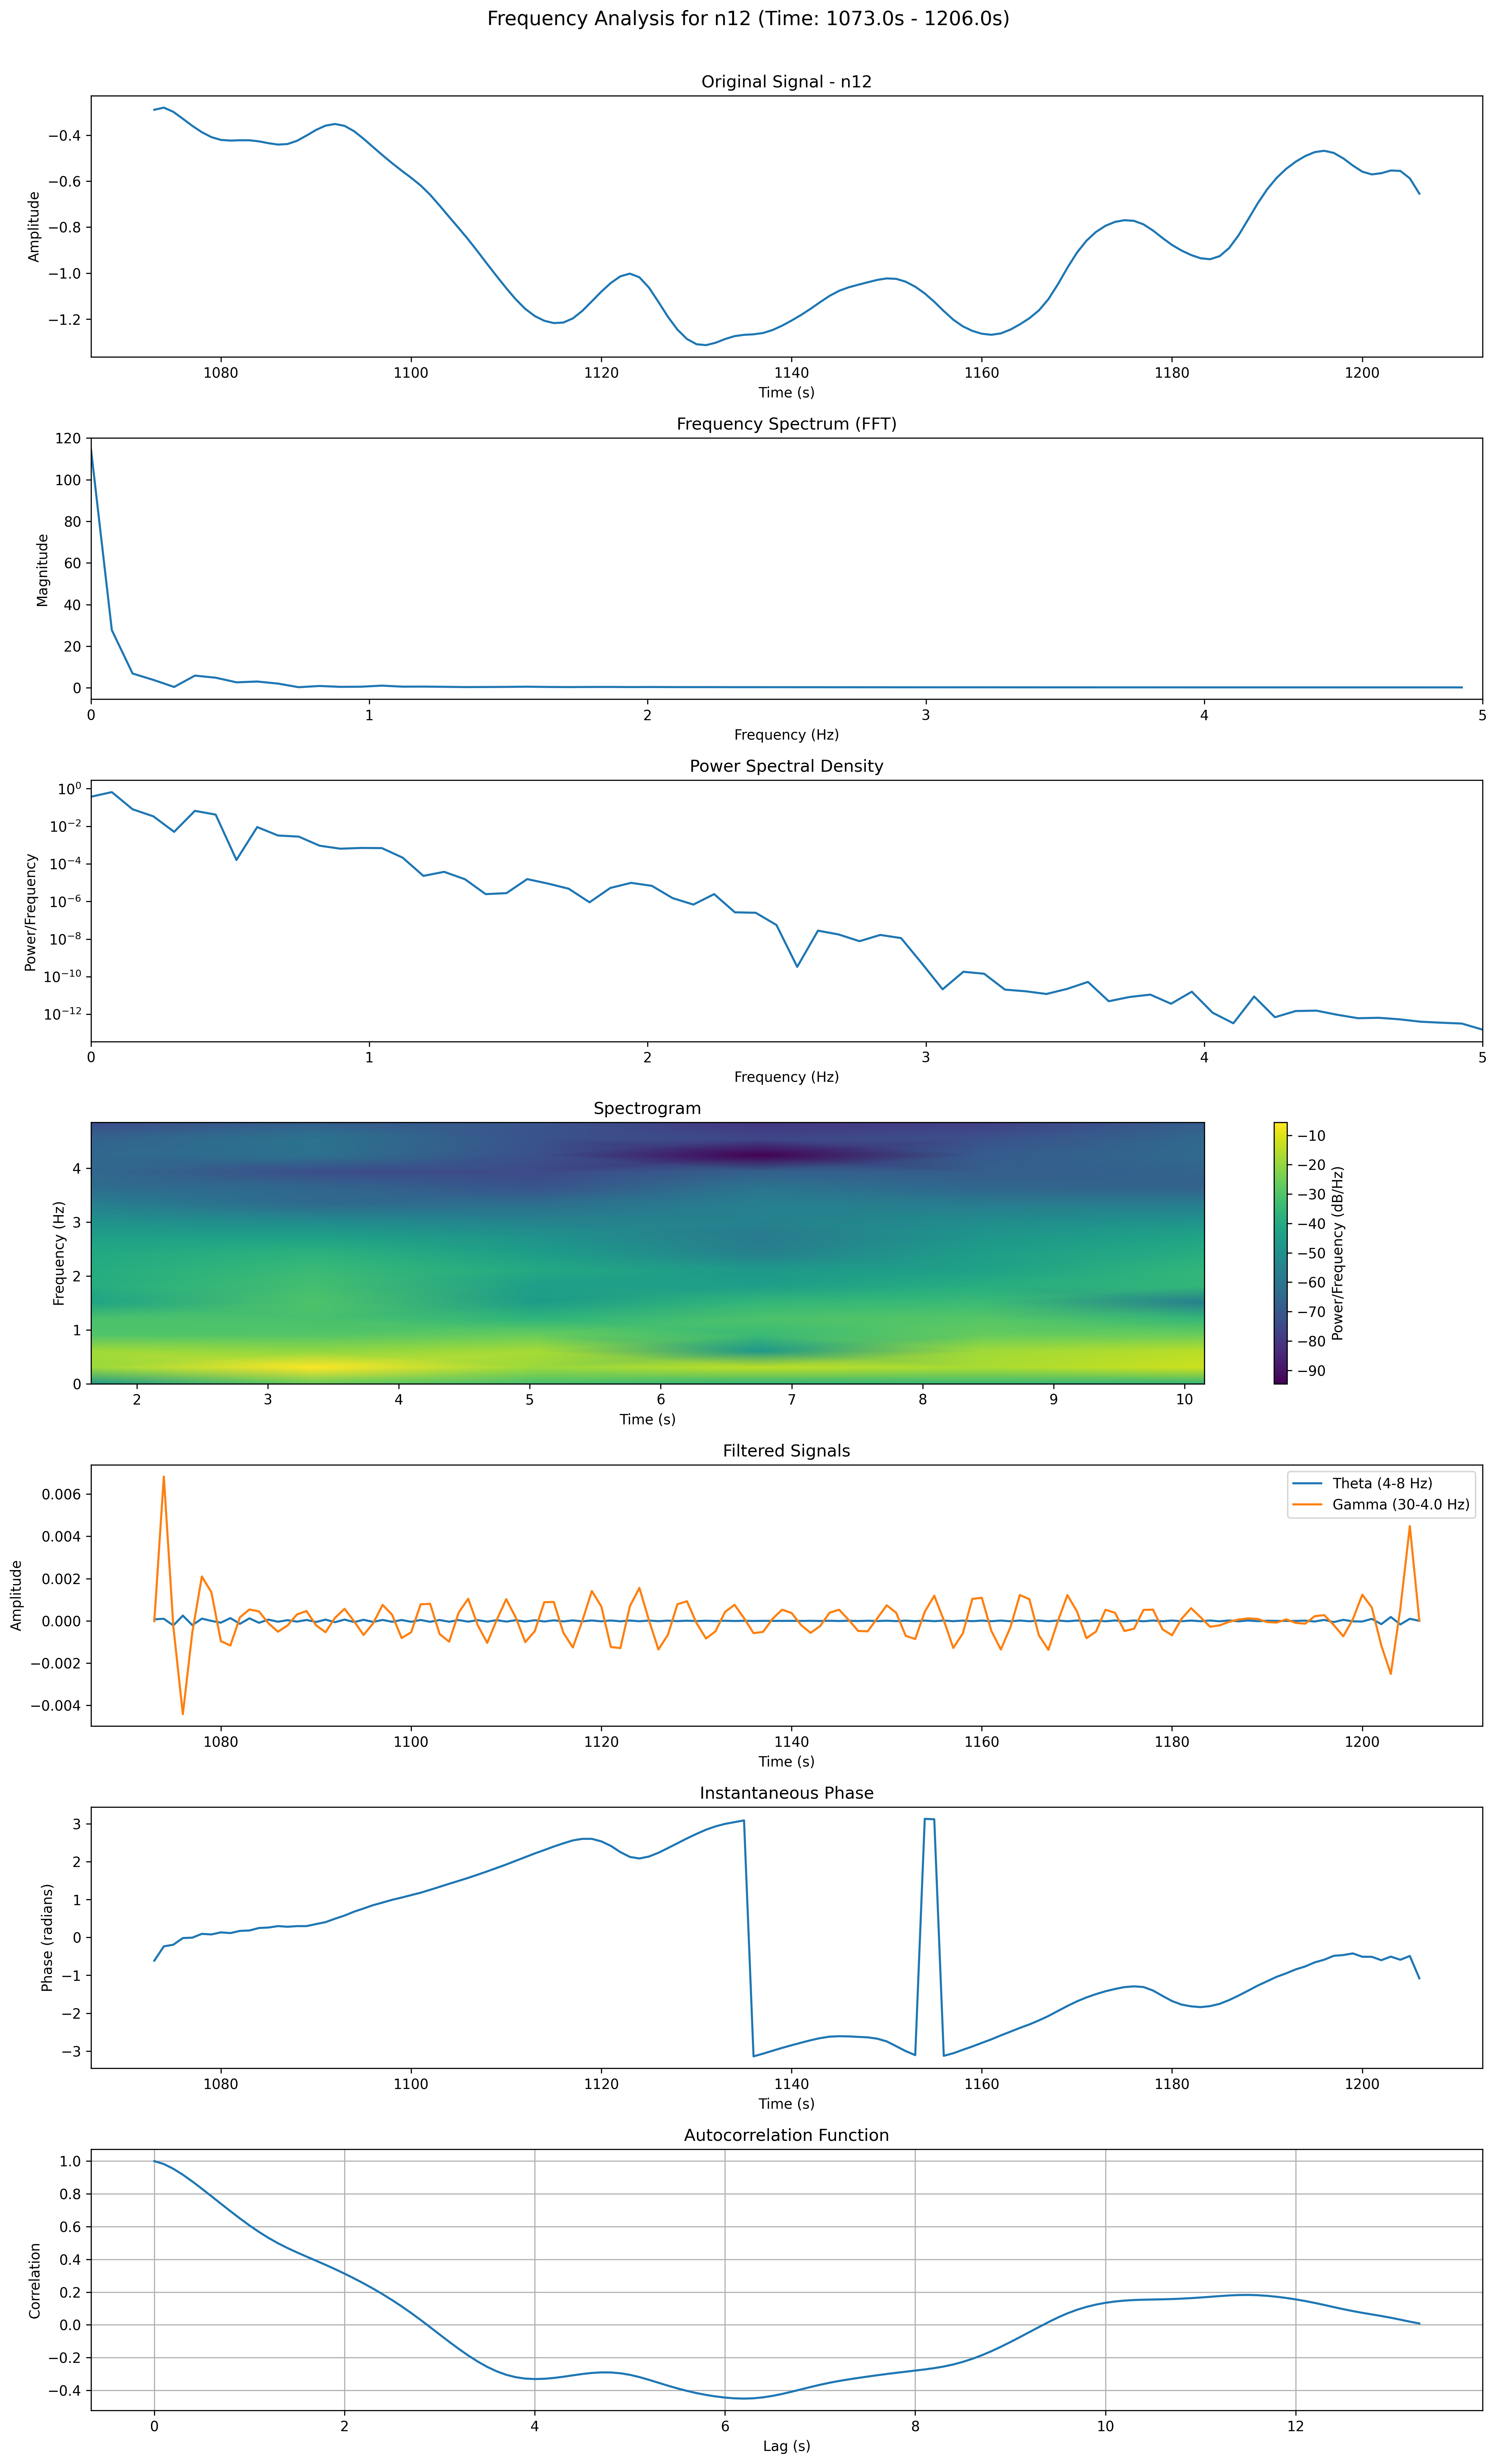 Frequency Analysis for n12 (Time: 1073.0s - 1206.0s)
Original Signal - n12
Amplitude
−0.4
−0.6
−0.8
−1.0
−1.2
1080 1100 1120 1140 1160 1180 1200
Time (s)
Frequency Spectrum (FFT)
Magnitude
120
100
80
60
40
20
0
0 1 2 3 4 5
Frequency (Hz)
Power Spectral Density
Power/Frequency
10⁰
10⁻²
10⁻⁴
10⁻⁶
10⁻⁸
10⁻¹⁰
10⁻¹²
0 1 2 3 4 5
Frequency (Hz)
Spectrogram
Frequency (Hz)
4
3
2
1
0
2 3 4 5 6 7 8 9 10
Time (s)
−10
−20
−30
−40
−50
−60
−70
−80
−90
Power/Frequency (dB/Hz)
Filtered Signals
Amplitude
0.006
0.004
0.002
0.000
−0.002
−0.004
Theta (4-8 Hz)
Gamma (30-4.0 Hz)
1080 1100 1120 1140 1160 1180 1200
Time (s)
Instantaneous Phase
Phase (radians)
3
2
1
0
−1
−2
−3
1080 1100 1120 1140 1160 1180 1200
Time (s)
Autocorrelation Function
Correlation
1.0
0.8
0.6
0.4
0.2
0.0
−0.2
−0.4
0 2 4 6 8 10 12
Lag (s)